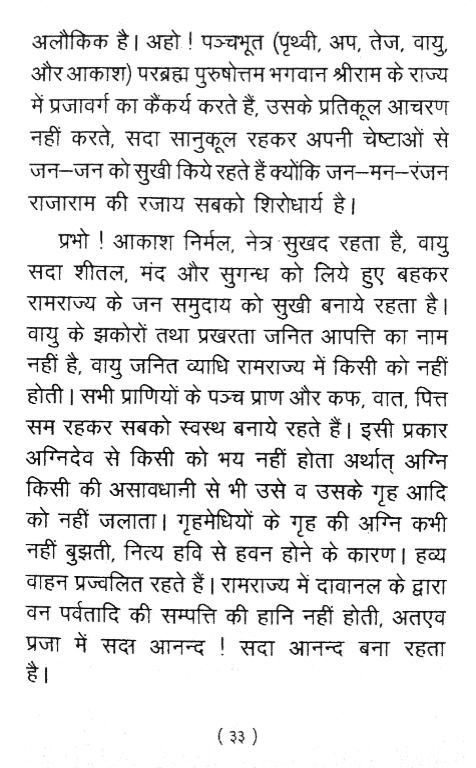 अलौकिक है। अहो ! पञ्चभूत (पृथ्वी, अप, तेज, वायु,
और आकाश) परब्रह्म पुरुषोत्तम भगवान श्रीराम के राज्य
में प्रजावर्ग का कैंकर्य करते हैं, उसके प्रतिकूल आचरण
नहीं करते, सदा सानुकूल रहकर अपनी चेष्टाओं से
जन–जन को सुखी किये रहते हैं क्योंकि जन–मन–रंजन
राजाराम की रजाय सबको शिरोधार्य है।
प्रभो ! आकाश निर्मल, नेत्र सुखद रहता है, वायु
सदा शीतल, मंद और सुगन्ध को लिये हुए बहकर
रामराज्य के जन समुदाय को सुखी बनाये रहता है।
वायु के झकोरों तथा प्रखरता जनित आपत्ति का नाम
नहीं है, वायु जनित व्याधि रामराज्य में किसी को नहीं
होती। सभी प्राणियों के पञ्च प्राण और कफ, वात, पित्त
सम रहकर सबको स्वस्थ बनाये रहते हैं। इसी प्रकार
अग्निदेव से किसी को भय नहीं होता अर्थात् अग्नि
किसी की असावधानी से भी उसे व उसके गृह आदि
को नहीं जलाता। गृहमेधियों के गृह की अग्नि कभी
नहीं बुझती, नित्य हवि से हवन होने के कारण। हव्य
वाहन प्रज्वलित रहते हैं। रामराज्य में दावानल के द्वारा
वन पर्वतादि की सम्पत्ति की हानि नहीं होती, अतएव
प्रजा में सदा आनन्द ! सदा आनन्द बना रहता
है।
( ३३ )